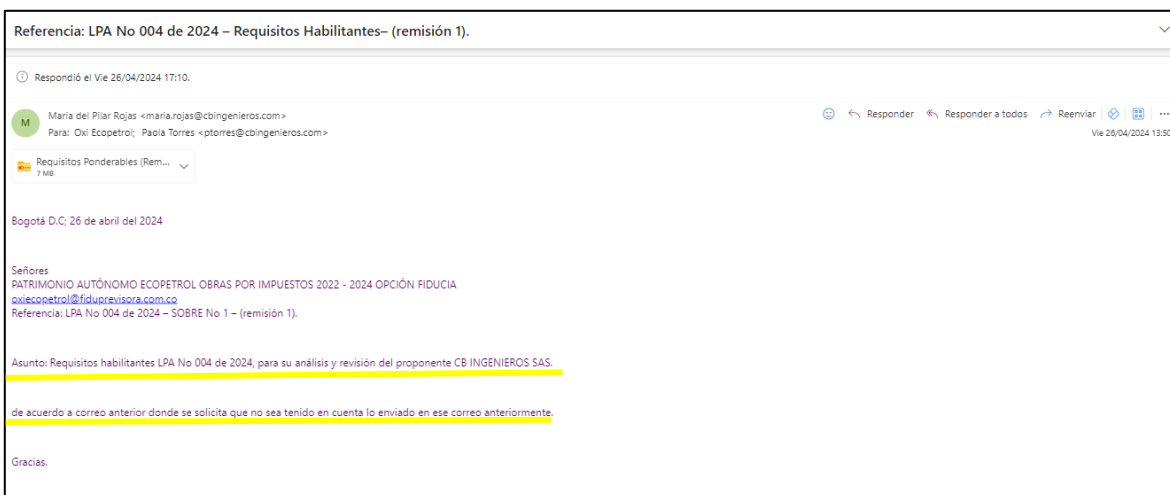 Referencia: LPA No 004 de 2024 – Requisitos Habilitantes– (remisión 1).
Respondió el Vie 26/04/2024 17:10.
M
Maria del Pilar Rojas <maria.rojas@cbingenieros.com>
Para: Oxi Ecopetrol; Paola Torres <ptorres@cbingenieros.com>
Responder Responder a todos Reenviar ...
Vie 26/04/2024 13:50
Requisitos Ponderables (Rem...
7 MB
Bogotá D.C; 26 de abril del 2024
Señores
PATRIMONIO AUTÓNOMO ECOPETROL OBRAS POR IMPUESTOS 2022 - 2024 OPCIÓN FIDUCIA
oxiecopetrol@fiduprevisora.com.co
Referencia: LPA No 004 de 2024 – SOBRE No 1 – (remisión 1).
Asunto: Requisitos habilitantes LPA No 004 de 2024, para su análisis y revisión del proponente CB INGENIEROS SAS.
de acuerdo a correo anterior donde se solicita que no sea tenido en cuenta lo enviado en ese correo anteriormente.
Gracias.